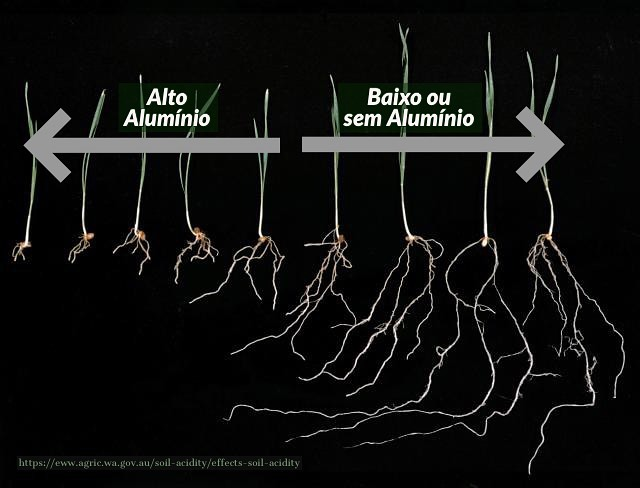 Alto
Alumínio
Baixo ou
sem Alumínio
https://eww.agric.wa.gov.au/soil-acidity/effects-soil-acidity